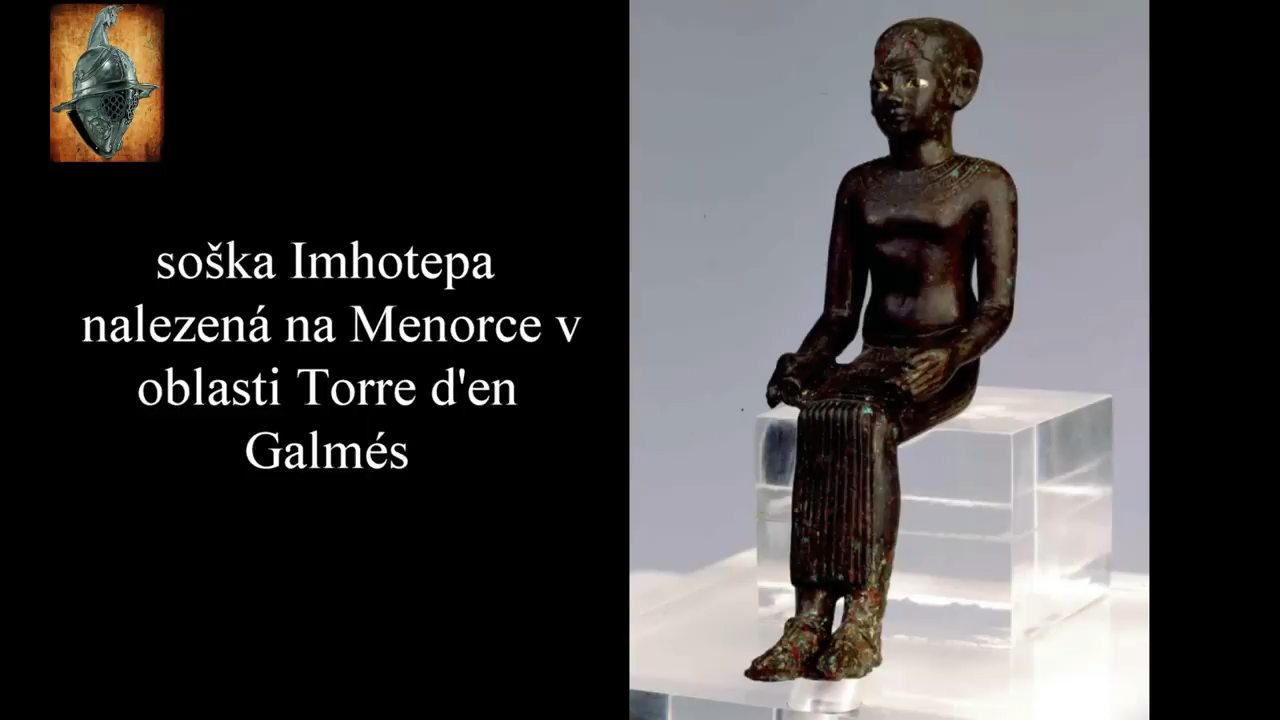 soška Imhotepa
nalezená na Menorce v
oblasti Torre d'en
Galmés